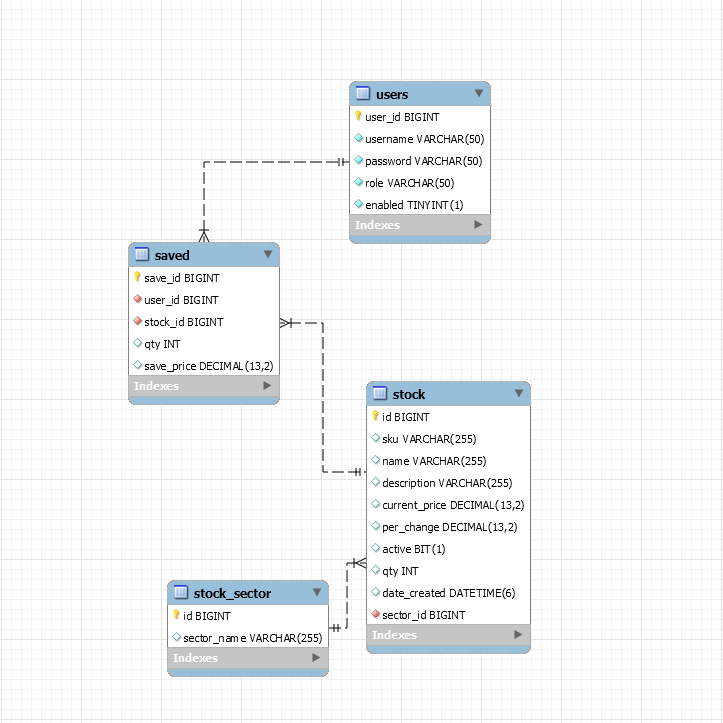 users
user_id BIGINT
username VARCHAR(50)
password VARCHAR(50)
role VARCHAR(50)
enabled TINYINT(1)
Indexes
saved
save_id BIGINT
user_id BIGINT
stock_id BIGINT
qty INT
save_price DECIMAL(13,2)
Indexes
stock
id BIGINT
sku VARCHAR(255)
name VARCHAR(255)
description VARCHAR(255)
current_price DECIMAL(13,2)
per_change DECIMAL(13,2)
active BIT(1)
qty INT
date_created DATETIME(6)
sector_id BIGINT
Indexes
stock_sector
id BIGINT
sector_name VARCHAR(255)
Indexes